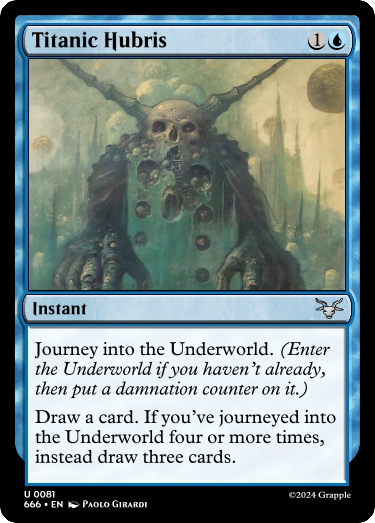 Titanic Hubris
1
Instant
Journey into the Underworld. (Enter
the Underworld if you haven't already,
then put a damnation counter on it.)
Draw a card. If you've journeyed into
the Underworld four or more times,
instead draw three cards.
U 0081
666 • EN Paolo Girardi
©2024 Grapple